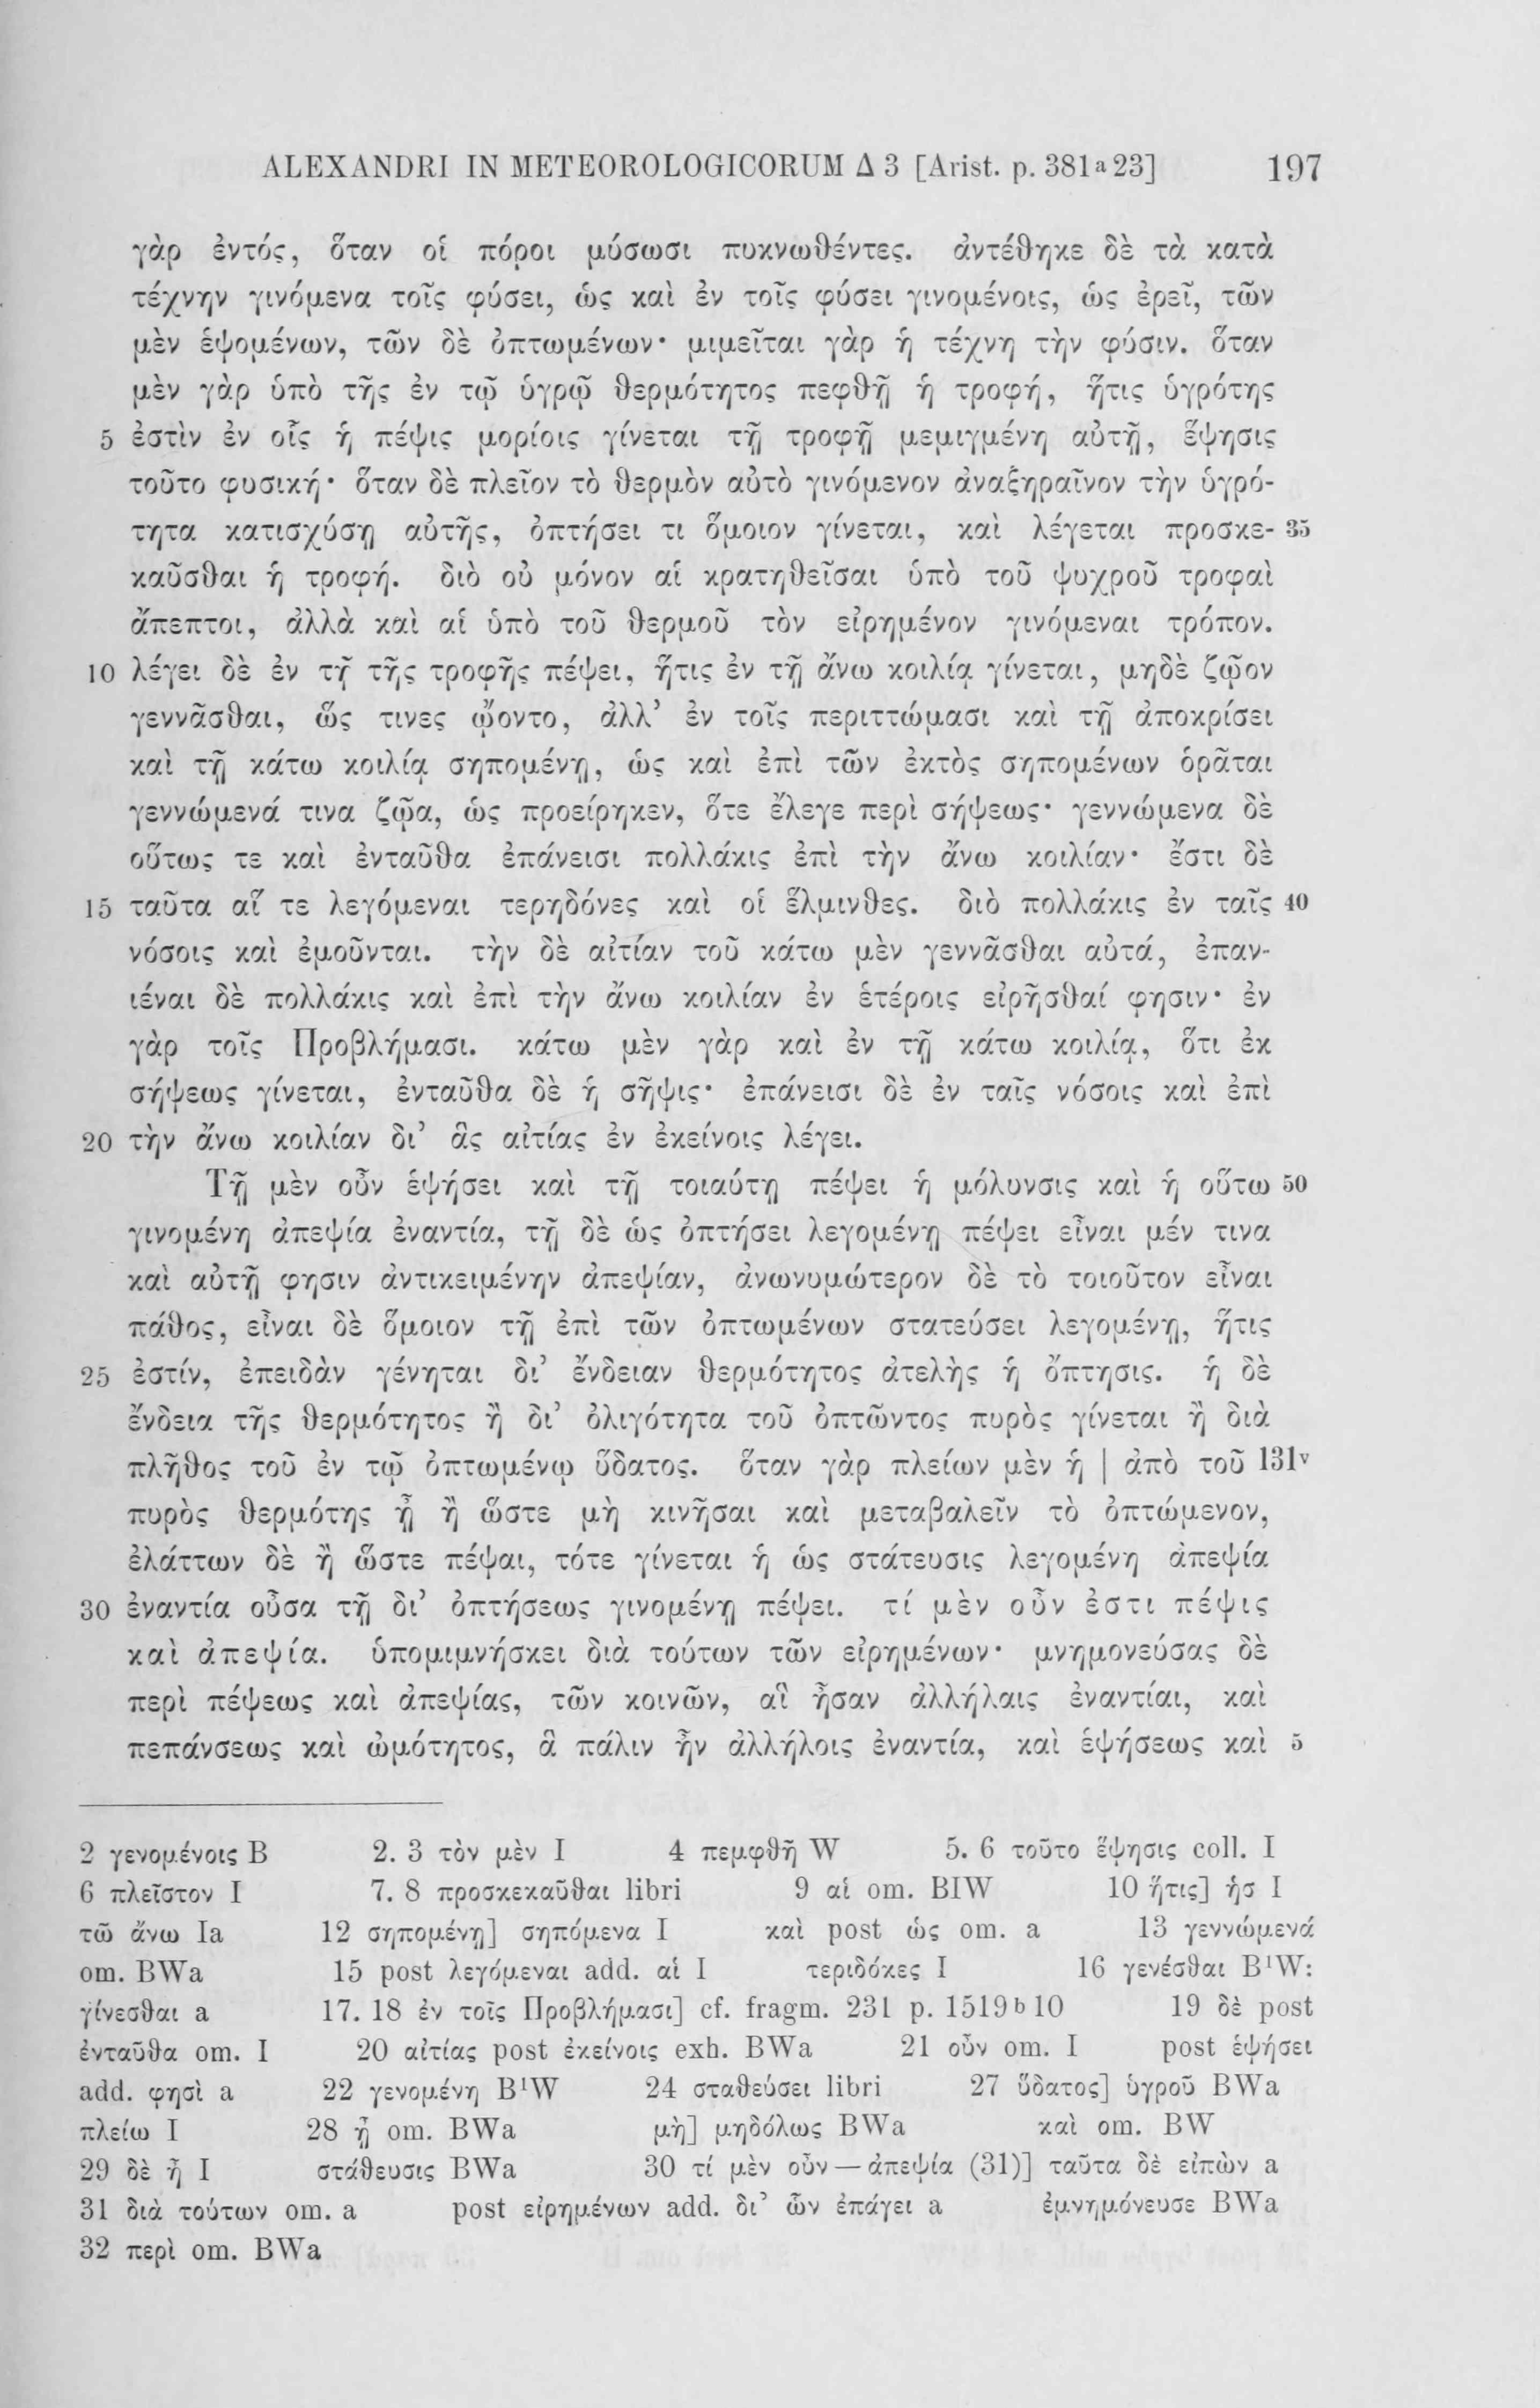 ALEXANDRI IN METEOROLOGICORUM Δ 3 [Arist. p. 381a23] 197
γὰρ ἐντός, ὅταν οἱ πόροι μύσωσι πυκνωθέντες. ἀντέθηκε δὲ τὰ κατὰ
τέχνην γινόμενα τοῖς φύσει, ὡς καὶ ἐν τοῖς φύσει γινομένοις, ὡς ἐρεῖ, τῶν
μὲν ἑψομένων, τῶν δὲ ὀπτωμένων· μιμεῖται γὰρ ἡ τέχνη τὴν φύσιν. ὅταν
μὲν γὰρ ὑπὸ τῆς ἐν τῷ ὑγρῷ θερμότητος πεφθῇ ἡ τροφή, ἥτις ὑγρότης
5 ἐστὶν ἐν οἷς ἡ πέψις μορίοις γίνεται τῇ τροφῇ μεμιγμένη αὐτῇ, ἕψησις
τοῦτο φυσική· ὅταν δὲ πλεῖον τὸ θερμὸν αὐτὸ γινόμενον ἀναξηραῖνον τὴν ὑγρό-
τητα κατισχύσῃ αὐτῆς, ὀπτήσει τι ὅμοιον γίνεται, καὶ λέγεται προσκε- 35
καῦσθαι ἡ τροφή. διὸ οὐ μόνον αἱ κρατηθεῖσαι ὑπὸ τοῦ ψυχροῦ τροφαὶ
ἄπεπτοι, ἀλλὰ καὶ αἱ ὑπὸ τοῦ θερμοῦ τὸν εἰρημένον γινόμεναι τρόπον.
10 λέγει δὲ ἐν τῇ τῆς τροφῆς πέψει, ἥτις ἐν τῇ ἄνω κοιλίᾳ γίνεται, μηδὲ ζῷον
γεννᾶσθαι, ὥς τινες ᾤοντο, ἀλλ’ ἐν τοῖς περιττώμασι καὶ τῇ ἀποκρίσει
καὶ τῇ κάτω κοιλίᾳ σηπομένῃ, ὡς καὶ ἐπὶ τῶν ἐκτὸς σηπομένων ὁρᾶται
γεννώμενά τινα ζῷα, ὡς προείρηκεν, ὅτε ἔλεγε περὶ σήψεως· γεννώμενα δὲ
οὕτως τε καὶ ἐνταῦθα ἐπάνεισι πολλάκις ἐπὶ τὴν ἄνω κοιλίαν· ἔστι δὲ
15 ταῦτα αἵ τε λεγόμεναι τερηδόνες καὶ οἱ ἕλμινθες. διὸ πολλάκις ἐν ταῖς 40
νόσοις καὶ ἐμοῦνται. τὴν δὲ αἰτίαν τοῦ κάτω μὲν γεννᾶσθαι αὐτά, ἐπαν-
ιέναι δὲ πολλάκις καὶ ἐπὶ τὴν ἄνω κοιλίαν ἐν ἑτέροις εἰρῆσθαί φησιν· ἐν
γὰρ τοῖς Προβλήμασι. κάτω μὲν γὰρ καὶ ἐν τῇ κάτω κοιλίᾳ, ὅτι ἐκ
σήψεως γίνεται, ἐνταῦθα δὲ ἡ σῆψις· ἐπάνεισι δὲ ἐν ταῖς νόσοις καὶ ἐπὶ
20 τὴν ἄνω κοιλίαν δι’ ἃς αἰτίας ἐν ἐκείνοις λέγει.
Τῇ μὲν οὖν ἑψήσει καὶ τῇ τοιαύτῃ πέψει ἡ μόλυνσις καὶ ἡ οὕτω 50
γινομένη ἀπεψία ἐναντία, τῇ δὲ ὡς ὀπτήσει λεγομένῃ πέψει εἶναι μέν τινα
καὶ αὐτῇ φησιν ἀντικειμένην ἀπεψίαν, ἀνωνυμώτερον δὲ τὸ τοιοῦτον εἶναι
πάθος, εἶναι δὲ ὅμοιον τῇ ἐπὶ τῶν ὀπτωμένων στατεύσει λεγομένῃ, ἥτις
25 ἐστίν, ἐπειδὰν γένηται δι’ ἔνδειαν θερμότητος ἀτελὴς ἡ ὄπτησις. ἡ δὲ
ἔνδεια τῆς θερμότητος ἢ δι’ ὀλιγότητα τοῦ ὀπτῶντος πυρὸς γίνεται ἢ διὰ
πλῆθος τοῦ ἐν τῷ ὀπτωμένῳ ὕδατος. ὅταν γὰρ πλείων μὲν ἡ | ἀπὸ τοῦ 131v
πυρὸς θερμότης ᾖ ἢ ὥστε μὴ κινῆσαι καὶ μεταβαλεῖν τὸ ὀπτώμενον,
ἐλάττων δὲ ἢ ὥστε πέψαι, τότε γίνεται ἡ ὡς στάτευσις λεγομένη ἀπεψία
30 ἐναντία οὖσα τῇ δι’ ὀπτήσεως γινομένῃ πέψει. τί μὲν οὖν ἐστι πέψις
καὶ ἀπεψία. ὑπομιμνήσκει διὰ τούτων τῶν εἰρημένων· μνημονεύσας δὲ
περὶ πέψεως καὶ ἀπεψίας, τῶν κοινῶν, αἳ ἦσαν ἀλλήλαις ἐναντίαι, καὶ
πεπάνσεως καὶ ὠμότητος, ἃ πάλιν ἦν ἀλλήλοις ἐναντία, καὶ ἑψήσεως καὶ 5
2 γενομένοις B 2. 3 τὸν μὲν I 4 πεμφθῇ W 5. 6 τοῦτο ἕψησις coll. I
6 πλεῖστον I 7. 8 προσκεκαῦθαι libri 9 αἱ om. BIW 10 ἥτις] ἡσ I
τῶ ἄνω Ia 12 σηπομένῃ] σηπόμενα I καὶ post ὡς om. a 13 γεννώμενά
om. BWa 15 post λεγόμεναι add. αἱ I τεριδόκες I 16 γενέσθαι B¹W:
γίνεσθαι a 17. 18 ἐν τοῖς Προβλήμασι] cf. fragm. 231 p. 1519b10 19 δὲ post
ἐνταῦθα om. I 20 αἰτίας post ἐκείνοις exh. BWa 21 οὖν om. I post ἑψήσει
add. φησὶ a 22 γενομένη B¹W 24 σταθεύσει libri 27 ὕδατος] ὑγροῦ BWa
πλείω I 28 ᾖ om. BWa μὴ] μηδόλως BWa καὶ om. BW
29 δὲ ᾖ I στάθευσις BWa 30 τί μὲν οὖν — ἀπεψία (31)] ταῦτα δὲ εἰπὼν a
31 διὰ τούτων om. a post εἰρημένων add. δι’ ὧν ἐπάγει a ἐμνημόνευσε BWa
32 περὶ om. BWa